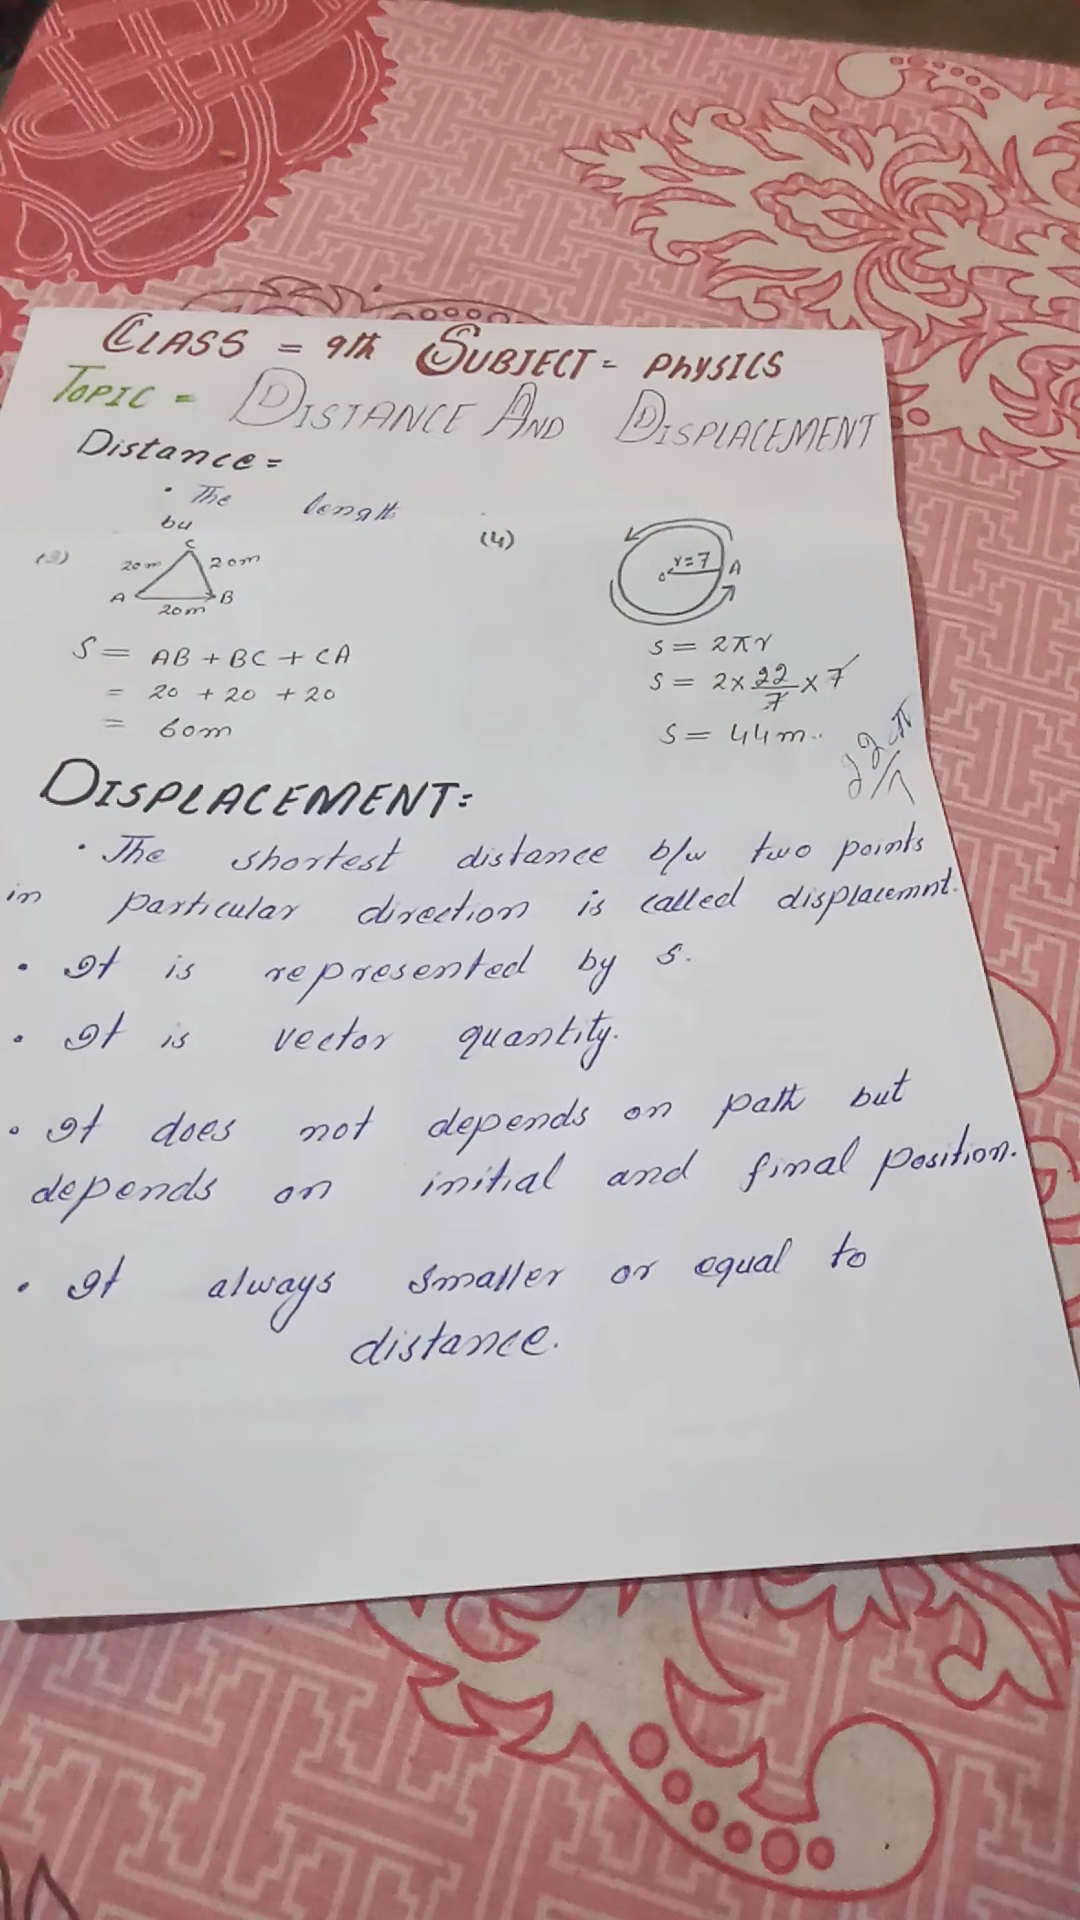 CLASS = 9th SUBJECT = PHYSICS
TOPIC = DISTANCE AND DISPLACEMENT
Distance =
• The length
(3)
C
20m 20m
A B
20m
S = AB + BC + CA
= 20 + 20 + 20
= 60m
(4)
r=7
o A
S = 2πr
S = 2 × 22/7 × 7
S = 44m.
DISPLACEMENT:
• The shortest distance b/w two points
in particular direction is called displacemnt.
• It is represented by s.
• It is vector quantity.
• It does not depends on path but
depends on initial and final position.
• It always smaller or equal to
distance.